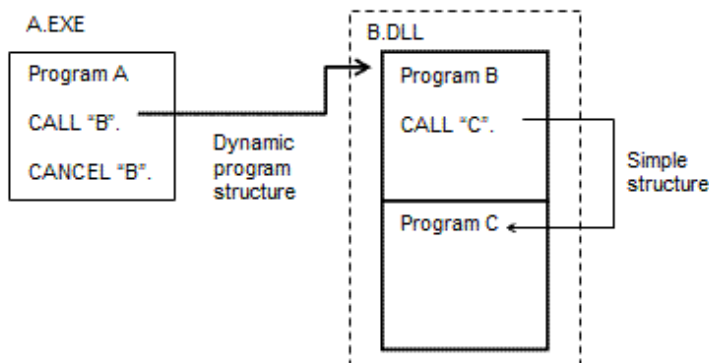 A.EXE
Program A
CALL “B”.
CANCEL “B”.
Dynamic
program
structure
B.DLL
Program B
CALL “C”.
Program C
Simple
structure